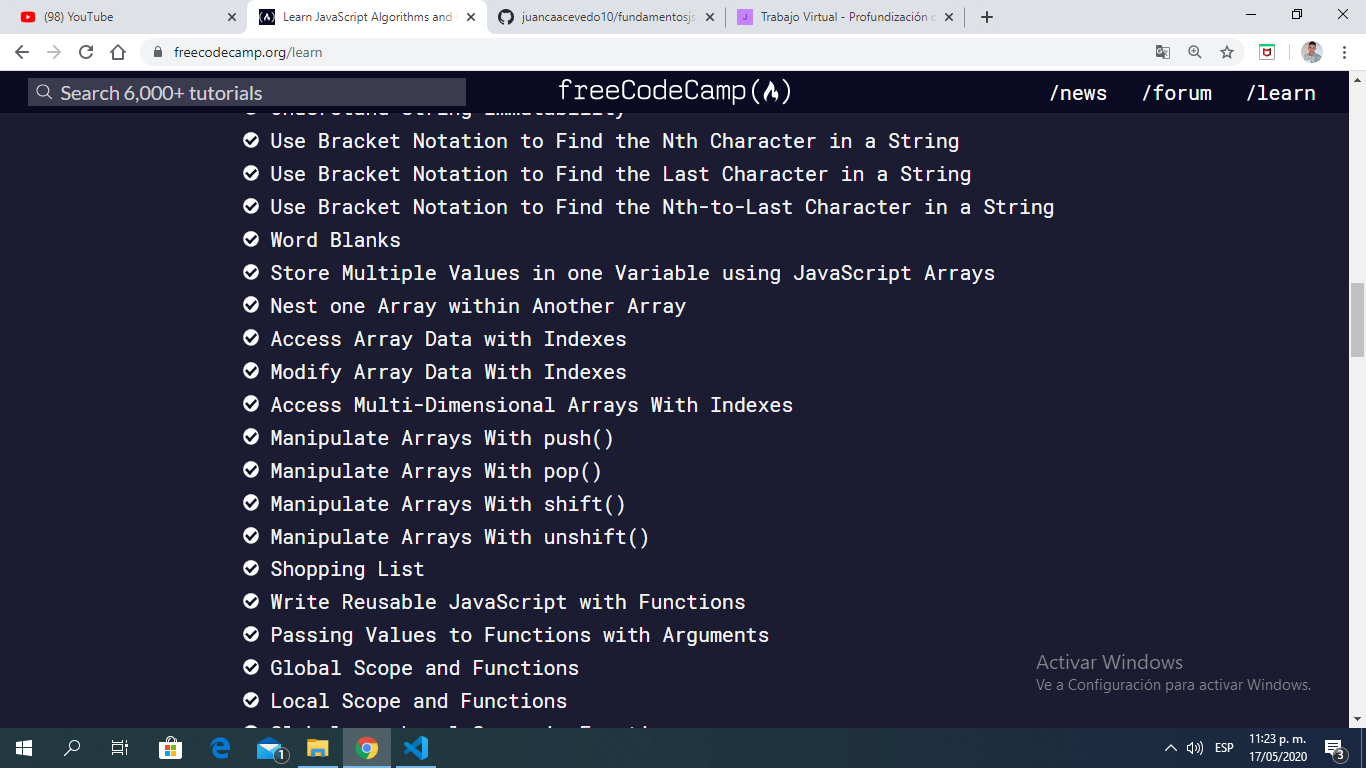 (98) YouTube
Learn JavaScript Algorithms and
juancaacevedo10/fundamentosjs
J Trabajo Virtual - Profundización
freecodecamp.org/learn
Search 6,000+ tutorials
freeCodeCamp
/news
/forum
/learn
Understand String Immutability
Use Bracket Notation to Find the Nth Character in a String
Use Bracket Notation to Find the Last Character in a String
Use Bracket Notation to Find the Nth-to-Last Character in a String
Word Blanks
Store Multiple Values in one Variable using JavaScript Arrays
Nest one Array within Another Array
Access Array Data with Indexes
Modify Array Data With Indexes
Access Multi-Dimensional Arrays With Indexes
Manipulate Arrays With push()
Manipulate Arrays With pop()
Manipulate Arrays With shift()
Manipulate Arrays With unshift()
Shopping List
Write Reusable JavaScript with Functions
Passing Values to Functions with Arguments
Global Scope and Functions
Local Scope and Functions
Activar Windows
Ve a Configuración para activar Windows.
1
ESP
11:23 p. m.
17/05/2020
3